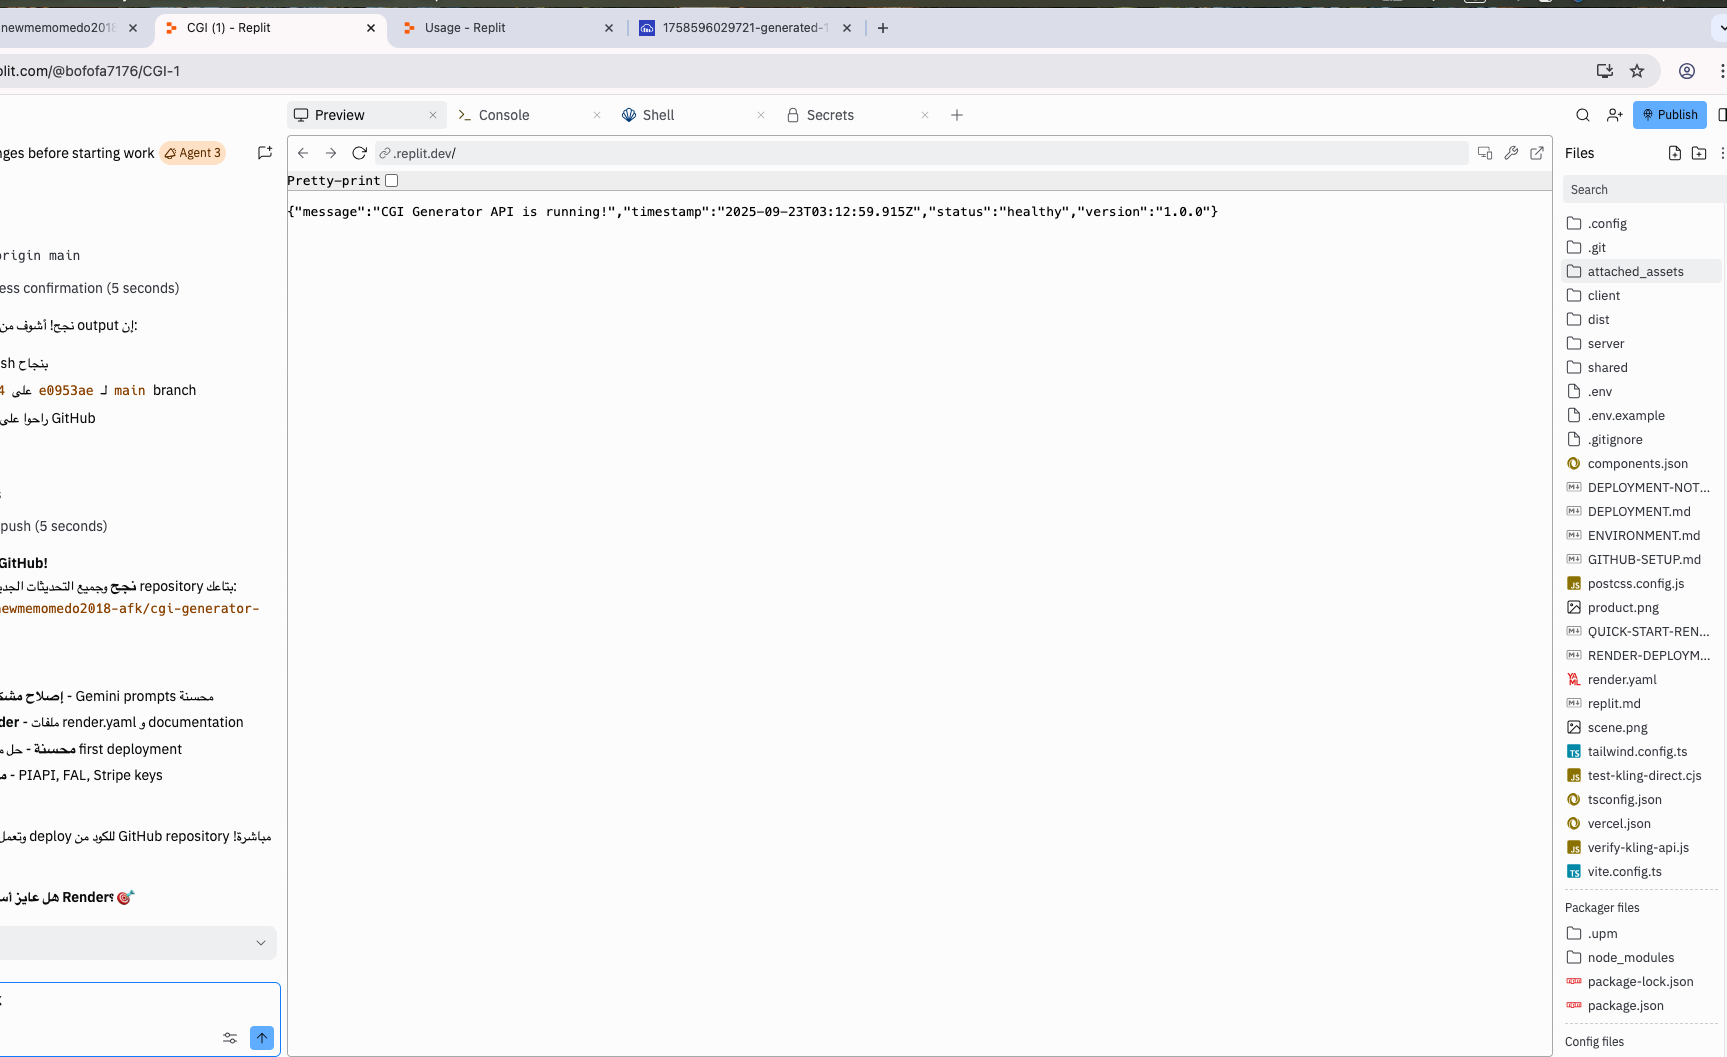 newmemomedo2018
CGI (1) - Replit
Usage - Replit
1758596029721-generated-1
plit.com/@bofofa7176/CGI-1
Preview
Console
Shell
Secrets
Publish
nges before starting work
Agent 3
.replit.dev/
Pretty-print
{"message":"CGI Generator API is running!","timestamp":"2025-09-23T03:12:59.915Z","status":"healthy","version":"1.0.0"}
origin main
ess confirmation (5 seconds)
إن output نجح! أشوف من:
sh بنجاح
4 على e0953ae لـ main branch
راحوا على GitHub
s
push (5 seconds)
GitHub!
بتاعك repository نجح وجميع التحديثات الجدي:
newmemomedo2018-afk/cgi-generator-
إصلاح مشك - Gemini prompts محسنة
der - ملفات render.yaml و documentation
محسنة - حل م first deployment
م - PIAPI, FAL, Stripe keys
وتعمل deploy للكود من GitHub repository مباشرة!
هل عايز أس Render؟ 🎯
Files
Search
.config
.git
attached_assets
client
dist
server
shared
.env
.env.example
.gitignore
components.json
DEPLOYMENT-NOT...
DEPLOYMENT.md
ENVIRONMENT.md
GITHUB-SETUP.md
postcss.config.js
product.png
QUICK-START-REN...
RENDER-DEPLOYM...
render.yaml
replit.md
scene.png
tailwind.config.ts
test-kling-direct.cjs
tsconfig.json
vercel.json
verify-kling-api.js
vite.config.ts
Packager files
.upm
node_modules
package-lock.json
package.json
Config files